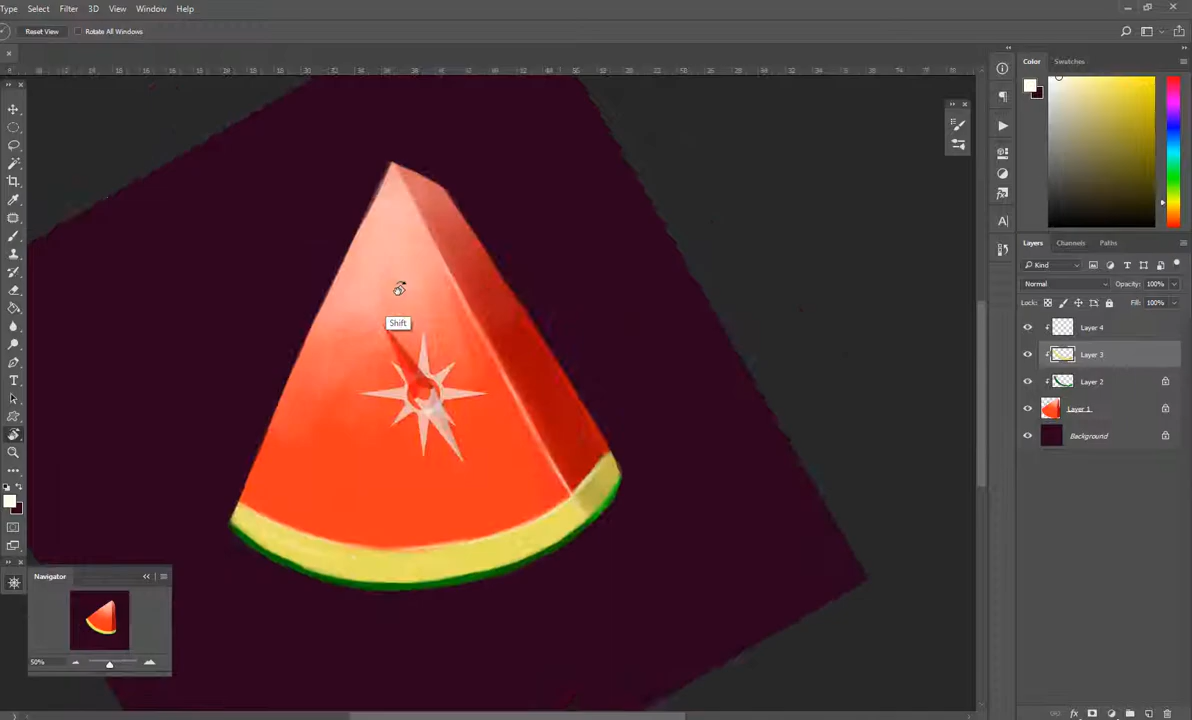 Type Select Filter 3D View Window Help
Reset View Rotate All Windows
Color Swatches
Shift
Layers Channels Paths
Kind
Normal Opacity: 100%
Lock: Fill: 100%
Layer 4
Layer 3
Layer 2
Layer 1
Background
Navigator
50%